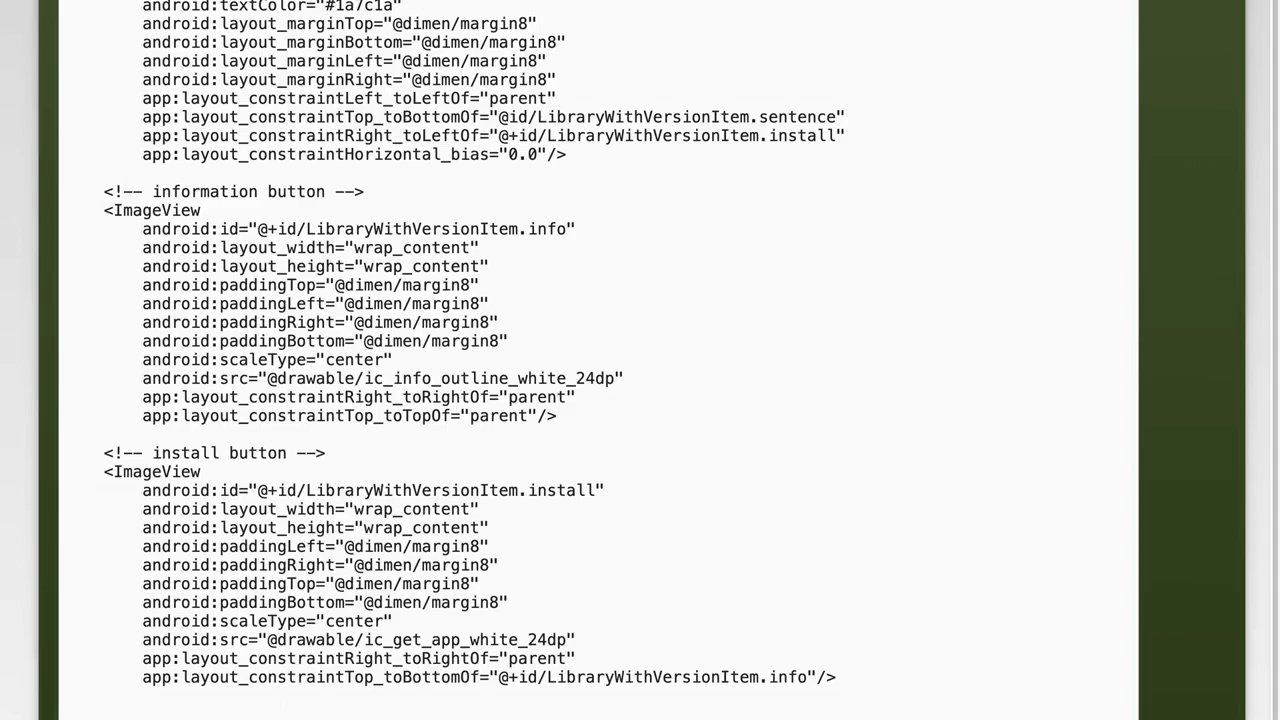 android:textColor="#1a7c1a"
android:layout_marginTop="@dimen/margin8"
android:layout_marginBottom="@dimen/margin8"
android:layout_marginLeft="@dimen/margin8"
android:layout_marginRight="@dimen/margin8"
app:layout_constraintLeft_toLeftOf="parent"
app:layout_constraintTop_toBottomOf="@id/LibraryWithVersionItem.sentence"
app:layout_constraintRight_toLeftOf="@+id/LibraryWithVersionItem.install"
app:layout_constraintHorizontal_bias="0.0"/>
<!-- information button -->
<ImageView
android:id="@+id/LibraryWithVersionItem.info"
android:layout_width="wrap_content"
android:layout_height="wrap_content"
android:paddingTop="@dimen/margin8"
android:paddingLeft="@dimen/margin8"
android:paddingRight="@dimen/margin8"
android:paddingBottom="@dimen/margin8"
android:scaleType="center"
android:src="@drawable/ic_info_outline_white_24dp"
app:layout_constraintRight_toRightOf="parent"
app:layout_constraintTop_toTopOf="parent"/>
<!-- install button -->
<ImageView
android:id="@+id/LibraryWithVersionItem.install"
android:layout_width="wrap_content"
android:layout_height="wrap_content"
android:paddingLeft="@dimen/margin8"
android:paddingRight="@dimen/margin8"
android:paddingTop="@dimen/margin8"
android:paddingBottom="@dimen/margin8"
android:scaleType="center"
android:src="@drawable/ic_get_app_white_24dp"
app:layout_constraintRight_toRightOf="parent"
app:layout_constraintTop_toBottomOf="@+id/LibraryWithVersionItem.info"/>